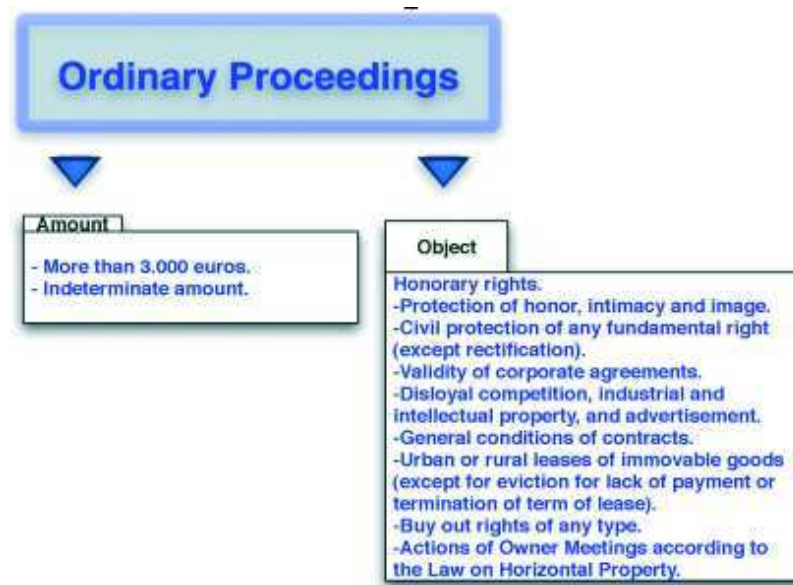 Ordinary Proceedings
Amount
- More than 3.000 euros.
- Indeterminate amount.
Object
Honorary rights.
-Protection of honor, intimacy and image.
-Civil protection of any fundamental right
(except rectification).
-Validity of corporate agreements.
-Disloyal competition, industrial and
intellectual property, and advertisement.
-General conditions of contracts.
-Urban or rural leases of immovable goods
(except for eviction for lack of payment or
termination of term of lease).
-Buy out rights of any type.
-Actions of Owner Meetings according to
the Law on Horizontal Property.